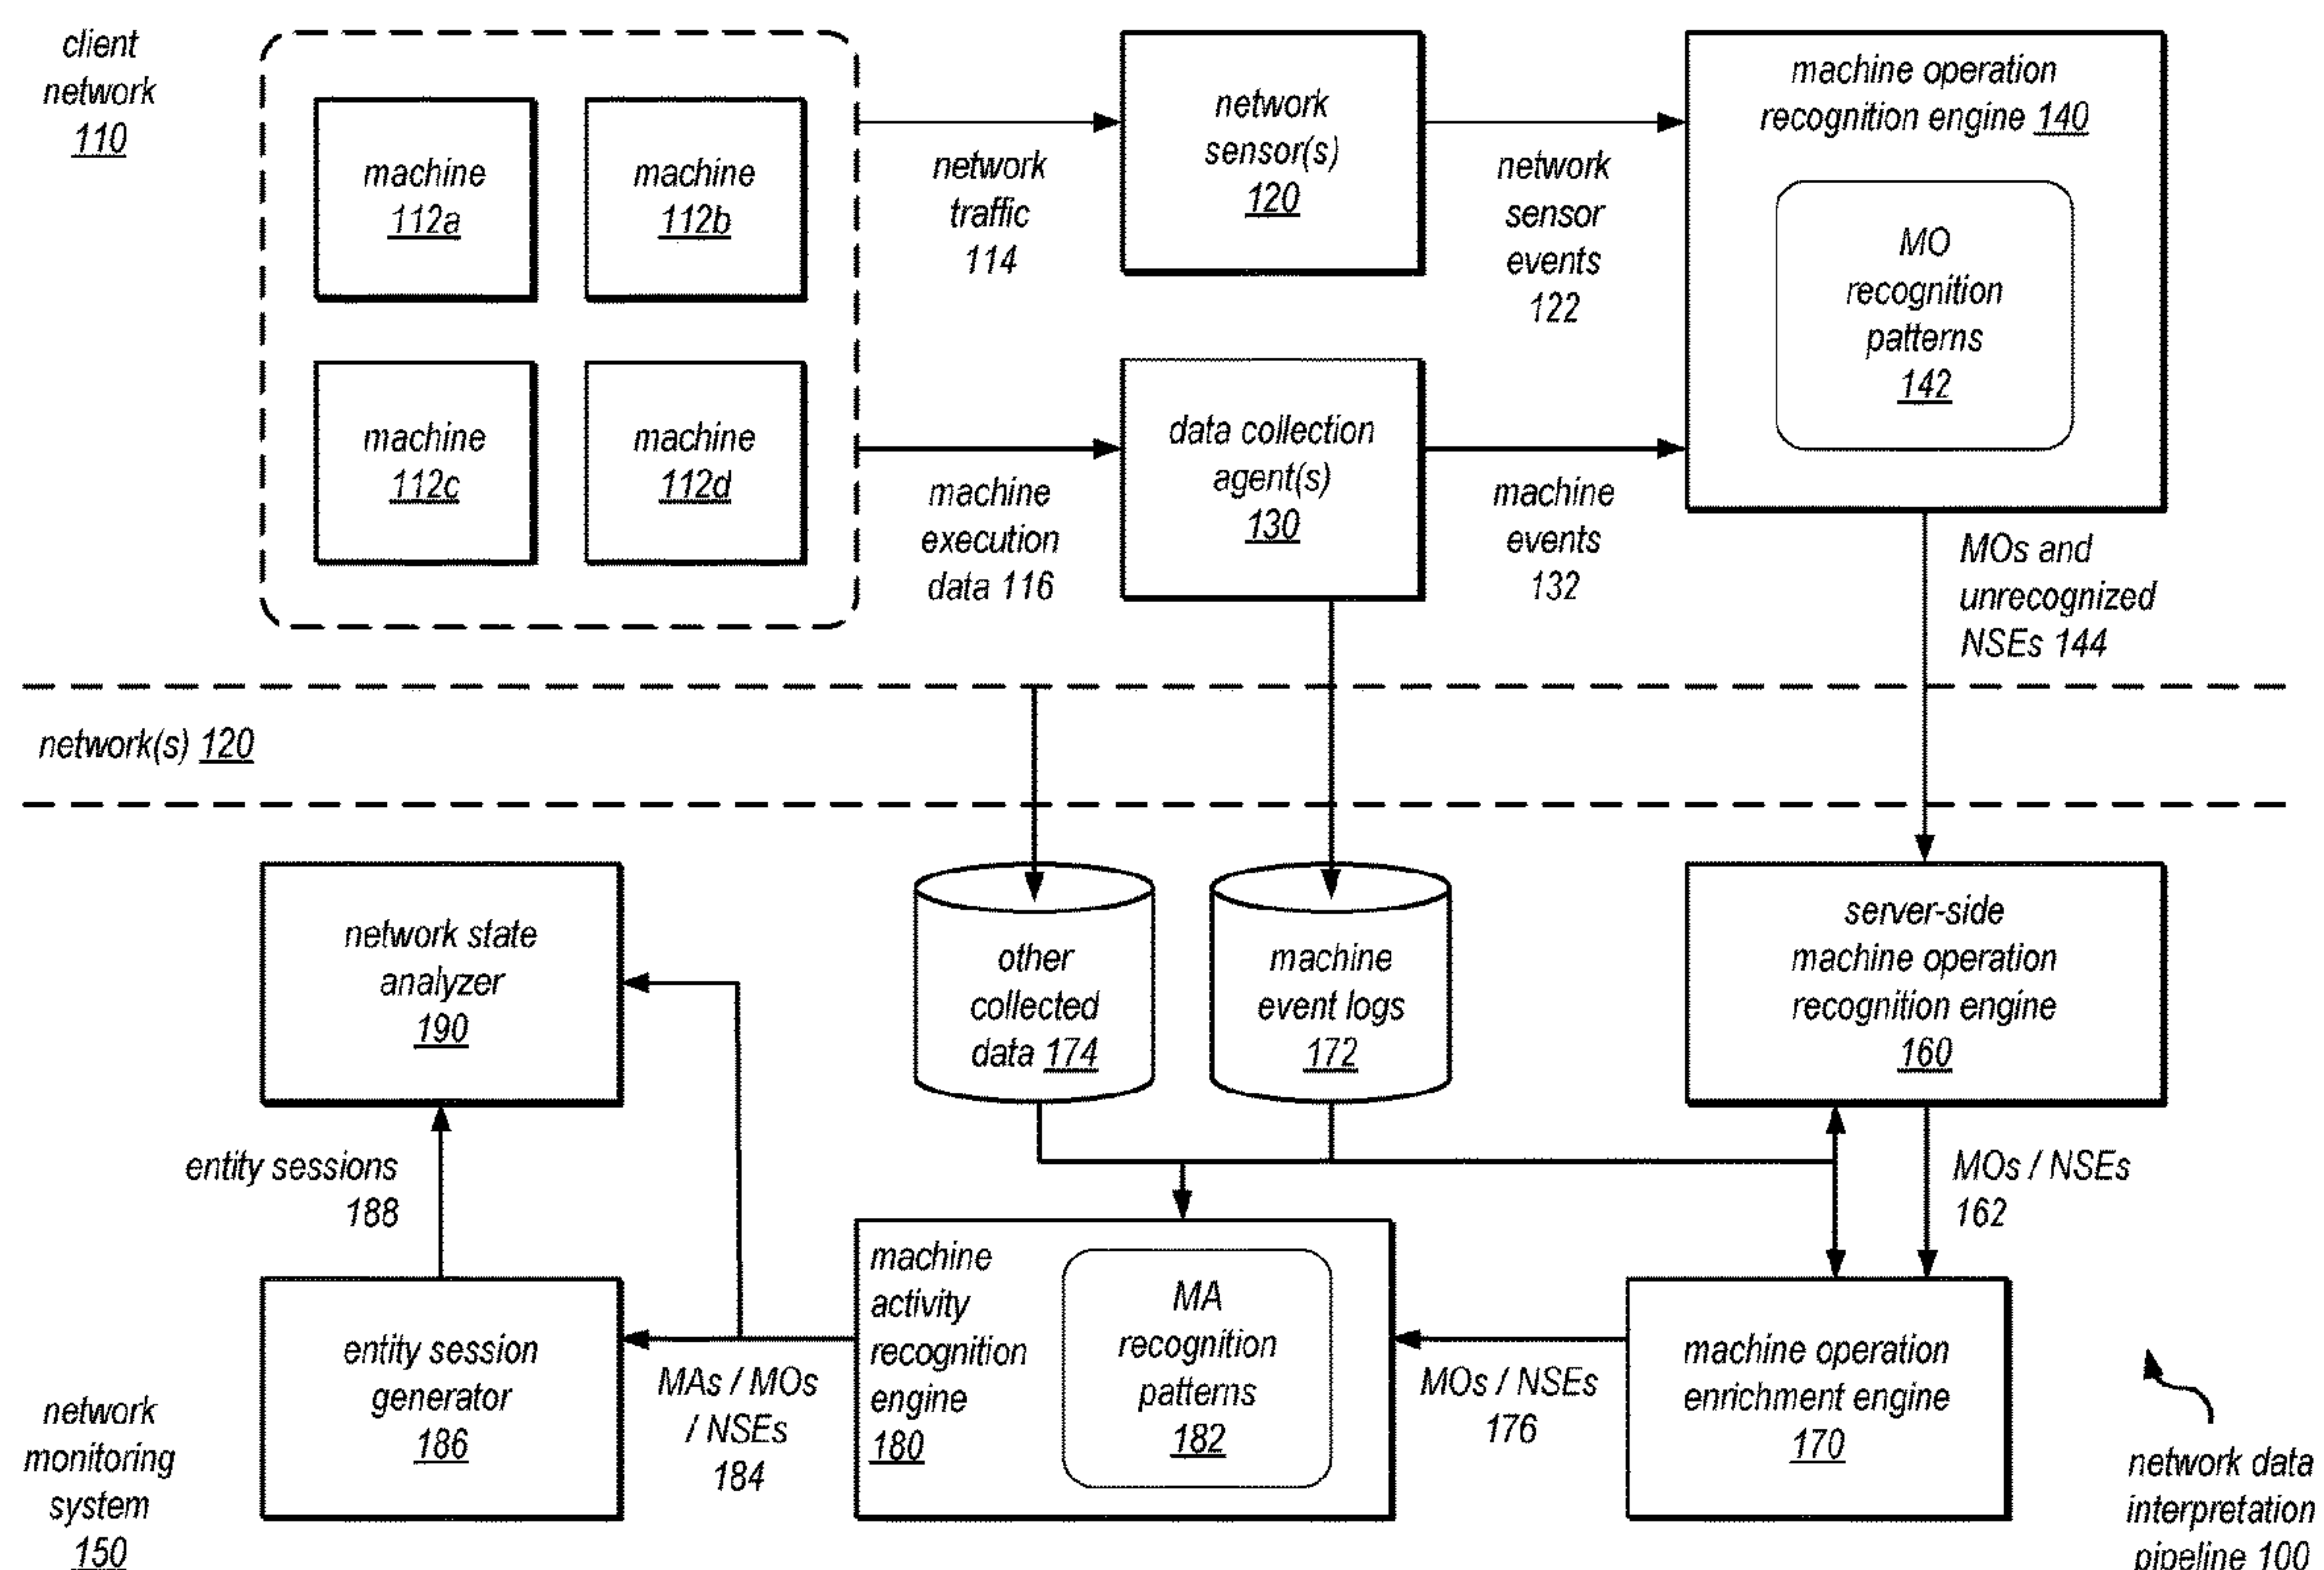 client
network
110
machine
112a
machine
112b
machine
112c
machine
112d
network
traffic
114
machine
execution
data 116
network
sensor(s)
120
data collection
agent(s)
130
network
sensor
events
122
machine
events
132
machine operation
recognition engine 140
MO
recognition
patterns
142
MOs and
unrecognized
NSEs 144
network(s) 120
network state
analyzer
190
other
collected
data 174
machine
event logs
172
server-side
machine operation
recognition engine
160
entity sessions
188
MOs / NSEs
162
entity session
generator
186
MAs / MOs
/ NSEs
184
machine
activity
recognition
engine
180
MA
recognition
patterns
182
MOs / NSEs
176
machine operation
enrichment engine
170
network
monitoring
system
150
network data
interpretation
pipeline 100